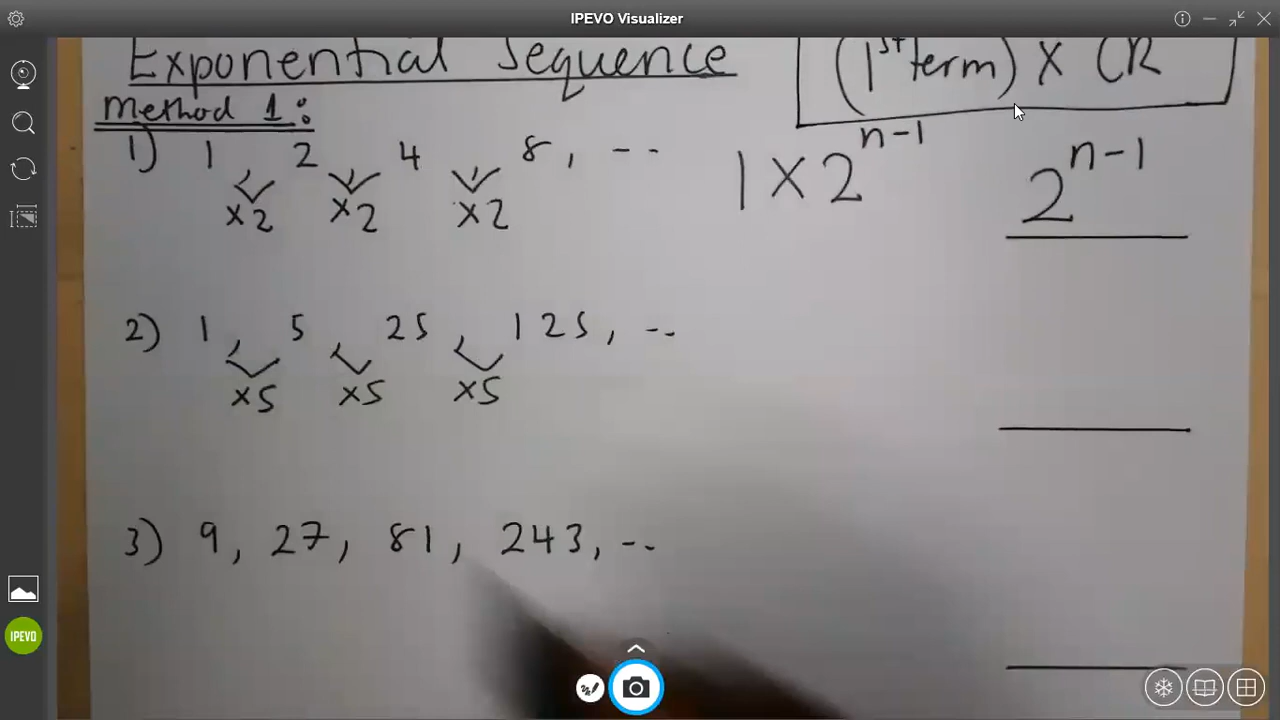 IPEVO Visualizer
Exponential Sequence
(1st term) X CR
Method 1:
1) 1 , 2 , 4 , 8 , --
x2 x2 x2
1 X 2^n-1
2^n-1
2) 1 , 5 , 25 , 125 , --
x5 x5 x5
3) 9 , 27 , 81 , 243 , --
IPEVO